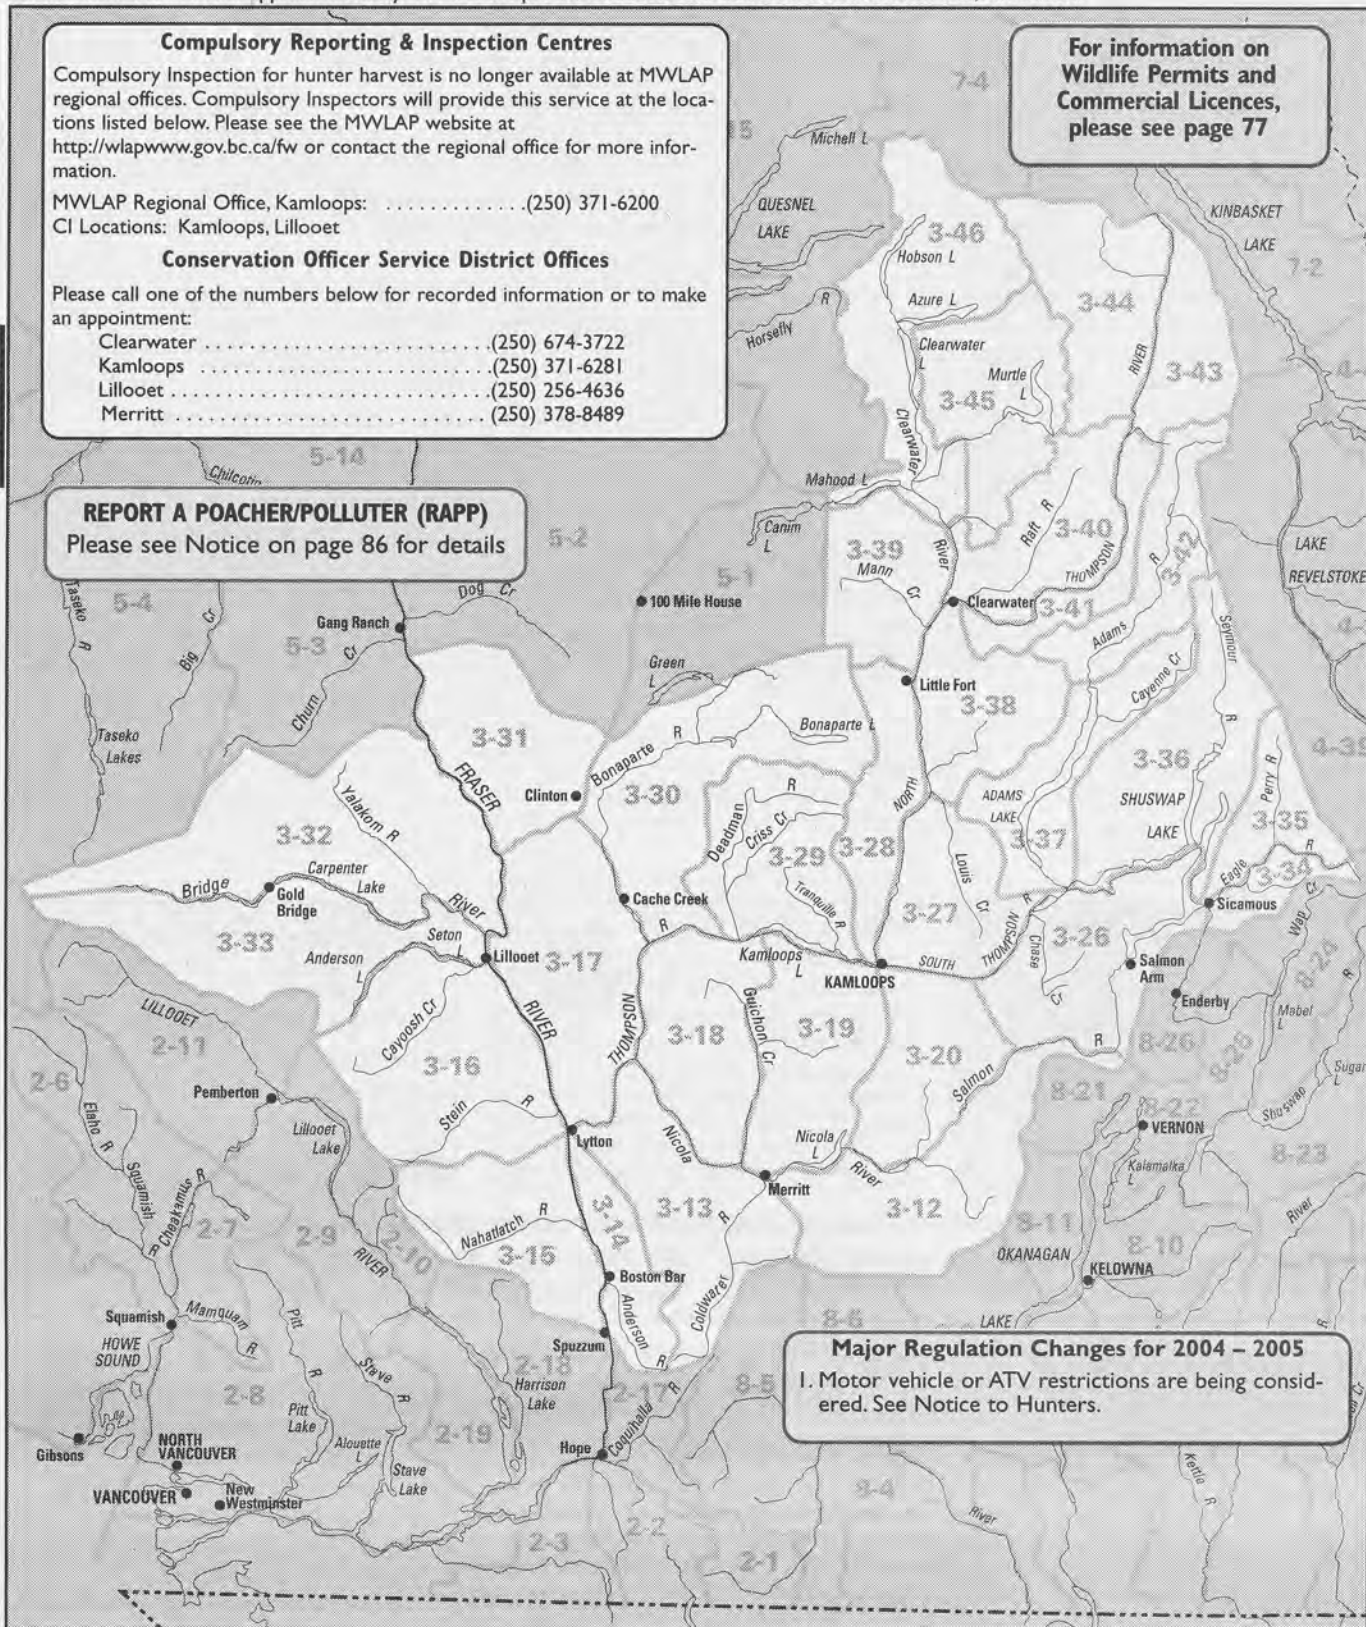 Compulsory Reporting & Inspection Centres
Compulsory Inspection for hunter harvest is no longer available at MWLAP
regional offices. Compulsory Inspectors will provide this service at the loca-
tions listed below. Please see the MWLAP website at
http://wlapwww.gov.bc.ca/fw or contact the regional office for more infor-
mation.
MWLAP Regional Office, Kamloops: . . . . . . . . . . . . .(250) 371-6200
CI Locations: Kamloops, Lillooet
Conservation Officer Service District Offices
Please call one of the numbers below for recorded information or to make
an appointment:
Clearwater . . . . . . . . . . . . . . . . . . . . . . . . . . .(250) 674-3722
Kamloops . . . . . . . . . . . . . . . . . . . . . . . . . . . .(250) 371-6281
Lillooet . . . . . . . . . . . . . . . . . . . . . . . . . . . . . .(250) 256-4636
Merritt . . . . . . . . . . . . . . . . . . . . . . . . . . . . . .(250) 378-8489
For information on
Wildlife Permits and
Commercial Licences,
please see page 77
REPORT A POACHER/POLLUTER (RAPP)
Please see Notice on page 86 for details
7-4
Michell L
QUESNEL
LAKE
KINBASKET
LAKE
7-2
3-46
Hobson L
3-44
Azure L
Horsefly
R
Clearwater
L
Murtle
L
RIVER
3-43
3-45
5-14
Chilcotin
Clearwater
Mahood L
Canim
L
5-2
5-1
3-39
Mann
Cr
River
Raft R
3-40
3-42
R
THOMPSON
LAKE
REVELSTOKE
Taseko
R
5-4
Big
Cr
5-3
Dog Cr
Gang Ranch
100 Mile House
Clearwater
3-41
Adams
Seymour
R
Churn
Cr
Green
L
Little Fort
Cayenne Cr
3-38
Taseko
Lakes
3-31
FRASER
Bonaparte
R
Bonaparte L
3-36
Clinton
3-30
NORTH
ADAMS
LAKE
SHUSWAP
LAKE
Perry R
3-35
Yalakom R
3-32
Deadman
R
Criss Cr
3-29
3-28
3-37
Carpenter
Lake
Bridge
Gold
Bridge
River
Cache Creek
Tranquille R
Louis
Cr
3-27
Eagle
R
3-34
Sicamous
Wap
Cr
3-33
Seton
L
Anderson
L
Lillooet
3-17
R
Kamloops
L
KAMLOOPS
SOUTH
THOMPSON
R
Chase
Cr
3-26
Salmon
Arm
8-24
R
Enderby
Mabel
L
LILLOOET
2-11
Cayoosh Cr
RIVER
THOMPSON
3-18
Guichon
Cr
3-19
3-20
Salmon
R
8-26
8-25
Sugar
L
2-6
Elaho R
3-16
Pemberton
Stein
R
Lytton
Nicola
Nicola
L
8-21
8-22
VERNON
Shuswap
Lillooet
Lake
Squamish
R
Cheakamus
R
Merritt
River
Kalamalka
L
8-23
3-13
3-14
3-12
River
2-7
2-9
2-10
RIVER
Nahatlatch
R
3-15
8-11
OKANAGAN
8-10
KELOWNA
Boston Bar
Anderson
R
Coldwater
Squamish
Mamquam
R
Pitt
R
HOWE
SOUND
Spuzzum
LAKE
8-6
Stave
R
2-18
Harrison
Lake
2-17
R
8-5
Major Regulation Changes for 2004 – 2005
1. Motor vehicle or ATV restrictions are being consid-
ered. See Notice to Hunters.
2-8
Pitt
Lake
Alouette
L
2-19
Coquihalla
Hope
Gibsons
NORTH
VANCOUVER
Stave
Lake
VANCOUVER
New
Westminster
8-4
River
Kettle
R
2-3
2-2
2-1